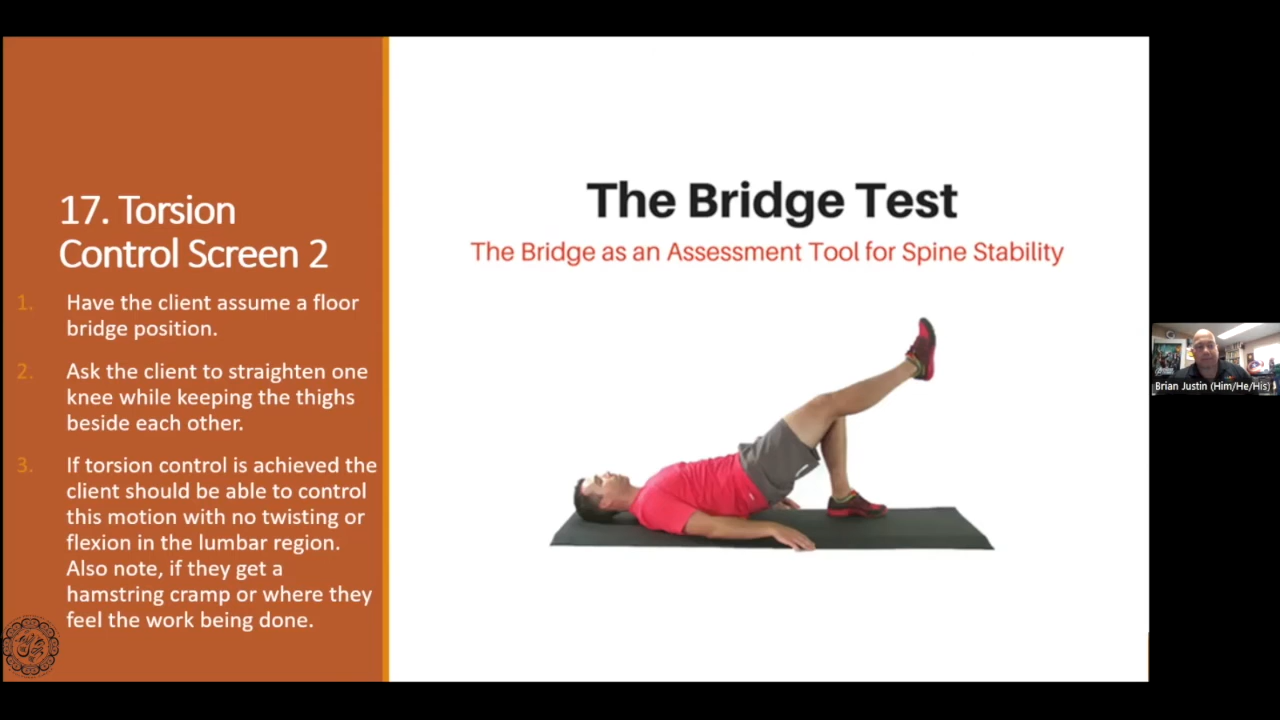 17. Torsion
Control Screen 2
1. Have the client assume a floor
bridge position.
2. Ask the client to straighten one
knee while keeping the thighs
beside each other.
3. If torsion control is achieved the
client should be able to control
this motion with no twisting or
flexion in the lumbar region.
Also note, if they get a
hamstring cramp or where they
feel the work being done.
The Bridge Test
The Bridge as an Assessment Tool for Spine Stability
Brian Justin (Him/He/His)